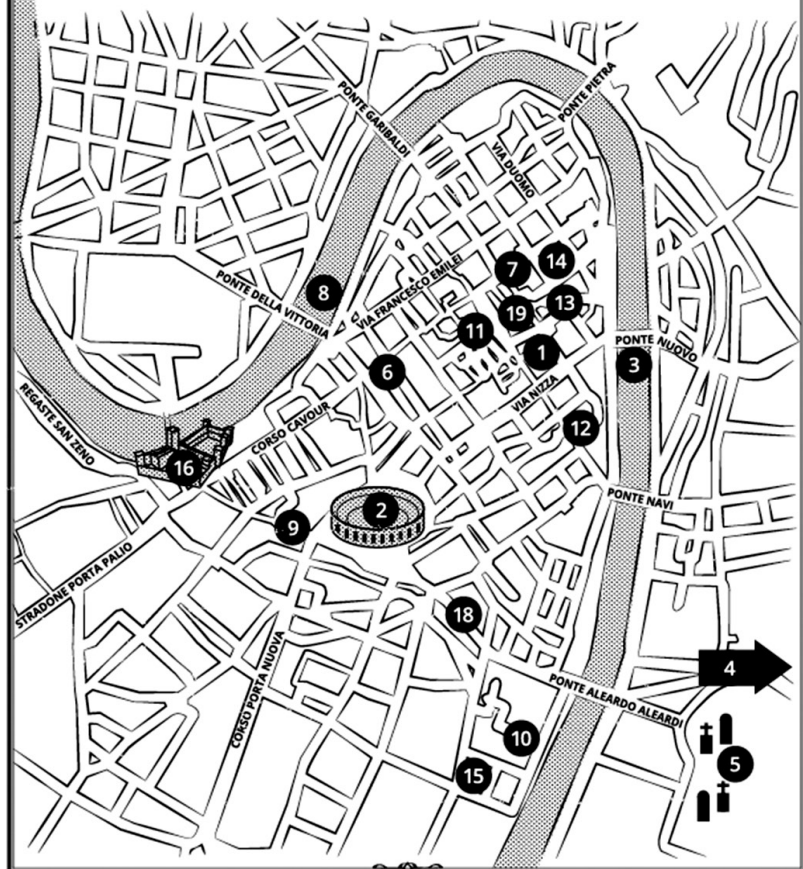 PONTE GARIBALDI
PONTE PIETRA
VIA DUOMO
VIA FRANCESCO EMILEI
PONTE DELLA VITTORIA
7
14
8
19
13
11
1
PONTE NUOVO
3
6
VIA NIZZA
REGASTE SAN ZENO
CORSO CAVOUR
12
16
2
PONTE NAVI
9
STRADONE PORTA PALIO
18
4
CORSO PORTA NUOVA
PONTE ALEARDO ALEARDI
10
15
5